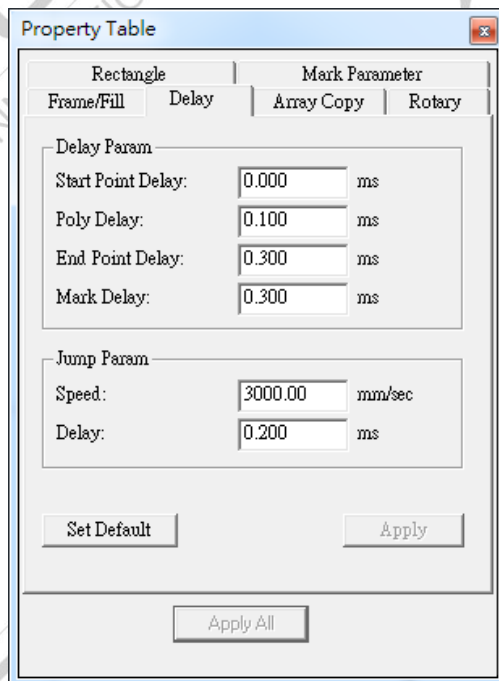 Property Table
Rectangle Mark Parameter
Frame/Fill Delay Array Copy Rotary
Delay Param
Start Point Delay: 0.000 ms
Poly Delay: 0.100 ms
End Point Delay: 0.300 ms
Mark Delay: 0.300 ms
Jump Param
Speed: 3000.00 mm/sec
Delay: 0.200 ms
Set Default Apply
Apply All